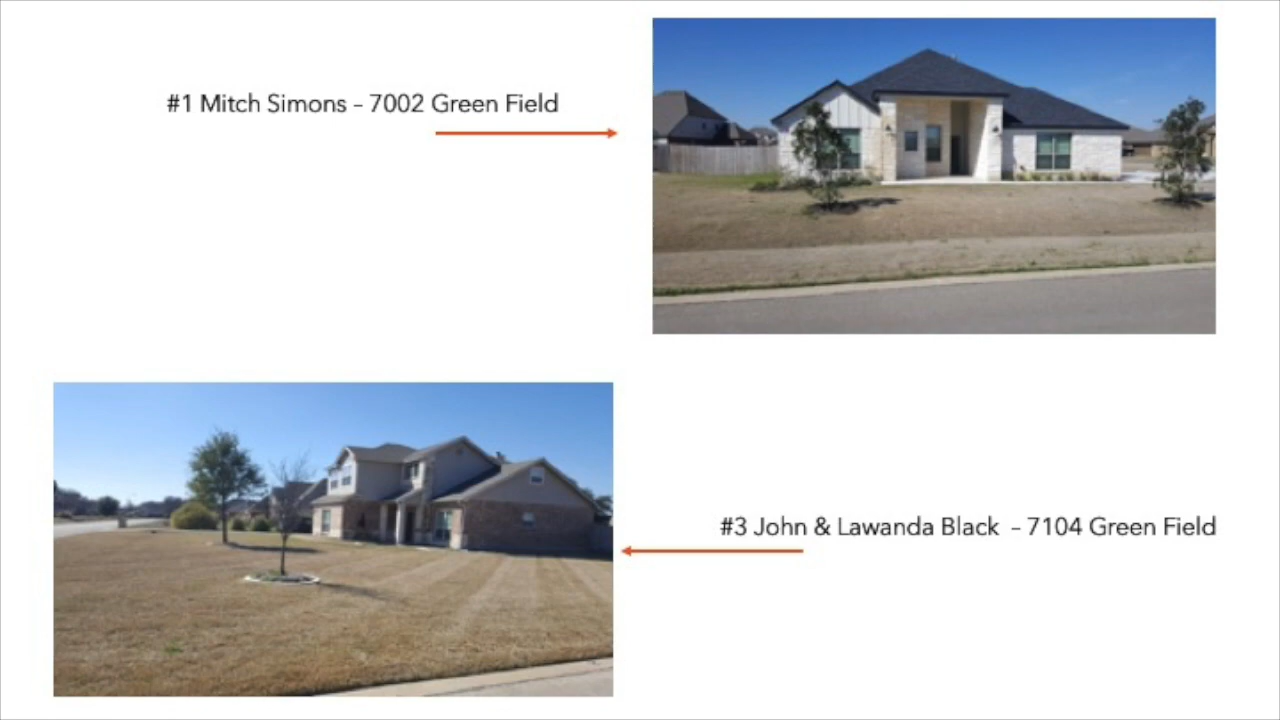 #1 Mitch Simons – 7002 Green Field
#3 John & Lawanda Black – 7104 Green Field